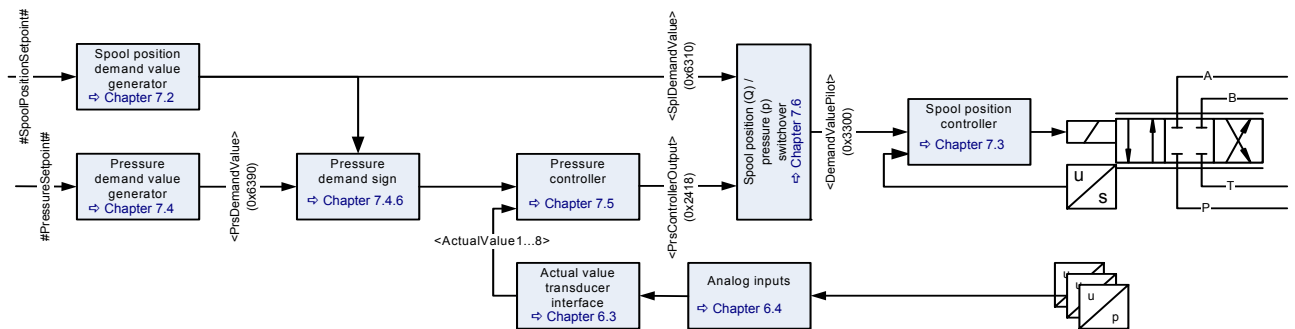 #SpoolPositionSetpoint#
Spool position
demand value
generator
⇨ Chapter 7.2
<SplDemandValue>
(0x6310)
#PressureSetpoint#
Pressure
demand value
generator
⇨ Chapter 7.4
<PrsDemandValue>
(0x6390)
Pressure
demand sign
⇨ Chapter 7.4.6
Pressure
controller
⇨ Chapter 7.5
<PrsControllerOutput>
(0x2418)
Spool position (Q) /
pressure (p)
switchover
⇨ Chapter 7.6
<DemandValuePilot>
(0x3300)
Spool position
controller
⇨ Chapter 7.3
A
B
T
P
u
s
<ActualValue1...8>
Actual value
transducer
interface
⇨ Chapter 6.3
Analog inputs
⇨ Chapter 6.4
u
u
u
p